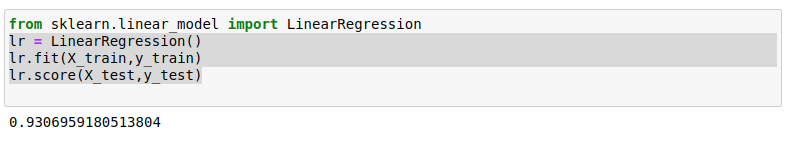 from sklearn.linear_model import LinearRegression
lr = LinearRegression()
lr.fit(X_train,y_train)
lr.score(X_test,y_test)
0.9306959180513804